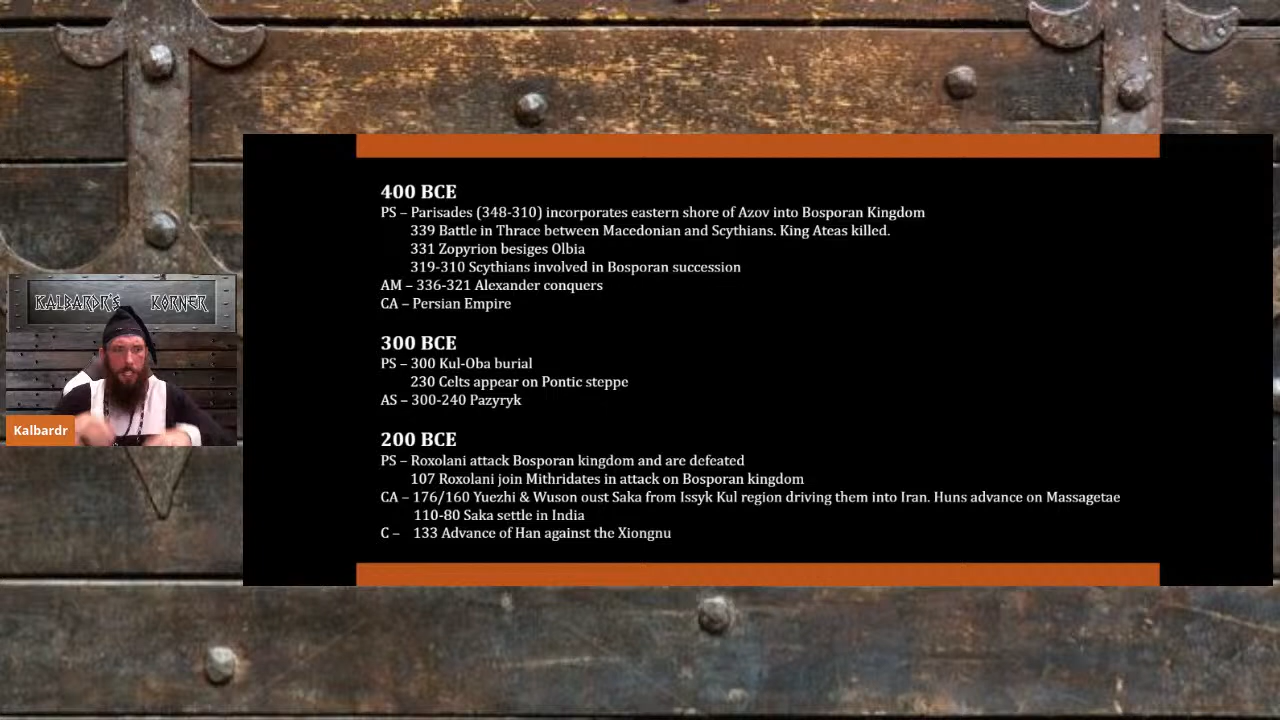 400 BCE
PS – Parisades (348-310) incorporates eastern shore of Azov into Bosporan Kingdom
339 Battle in Thrace between Macedonian and Scythians. King Ateas killed.
331 Zopyrion besiges Olbia
319-310 Scythians involved in Bosporan succession
AM – 336-321 Alexander conquers
CA – Persian Empire
300 BCE
PS – 300 Kul-Oba burial
230 Celts appear on Pontic steppe
AS – 300-240 Pazyryk
200 BCE
PS – Roxolani attack Bosporan kingdom and are defeated
107 Roxolani join Mithridates in attack on Bosporan kingdom
CA – 176/160 Yuezhi & Wuson oust Saka from Issyk Kul region driving them into Iran. Huns advance on Massagetae
110-80 Saka settle in India
C – 133 Advance of Han against the Xiongnu
KALBARDR'S KORNER
Kalbardr